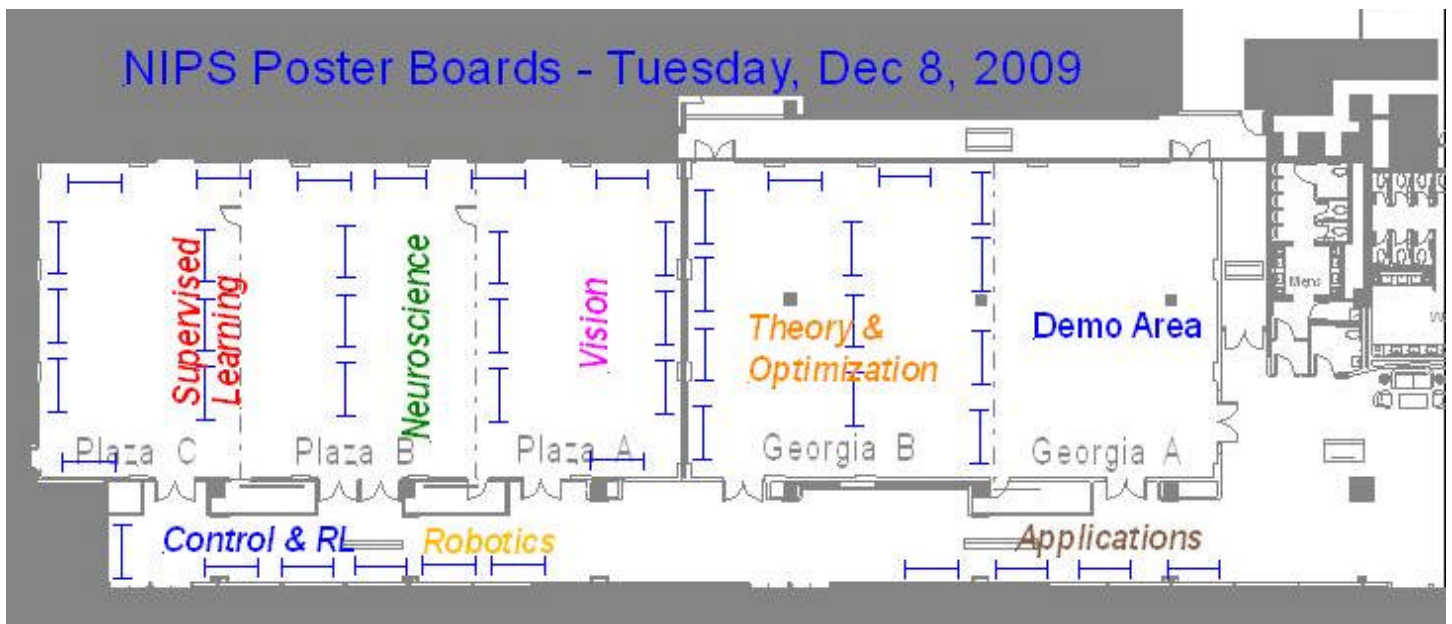 NIPS Poster Boards - Tuesday, Dec 8, 2009
Supervised
Learning
Neuroscience
Vision
Theory &
Optimization
Demo Area
Mens
Plaza C
Plaza B
Plaza A
Georgia B
Georgia A
Control & RL
Robotics
Applications